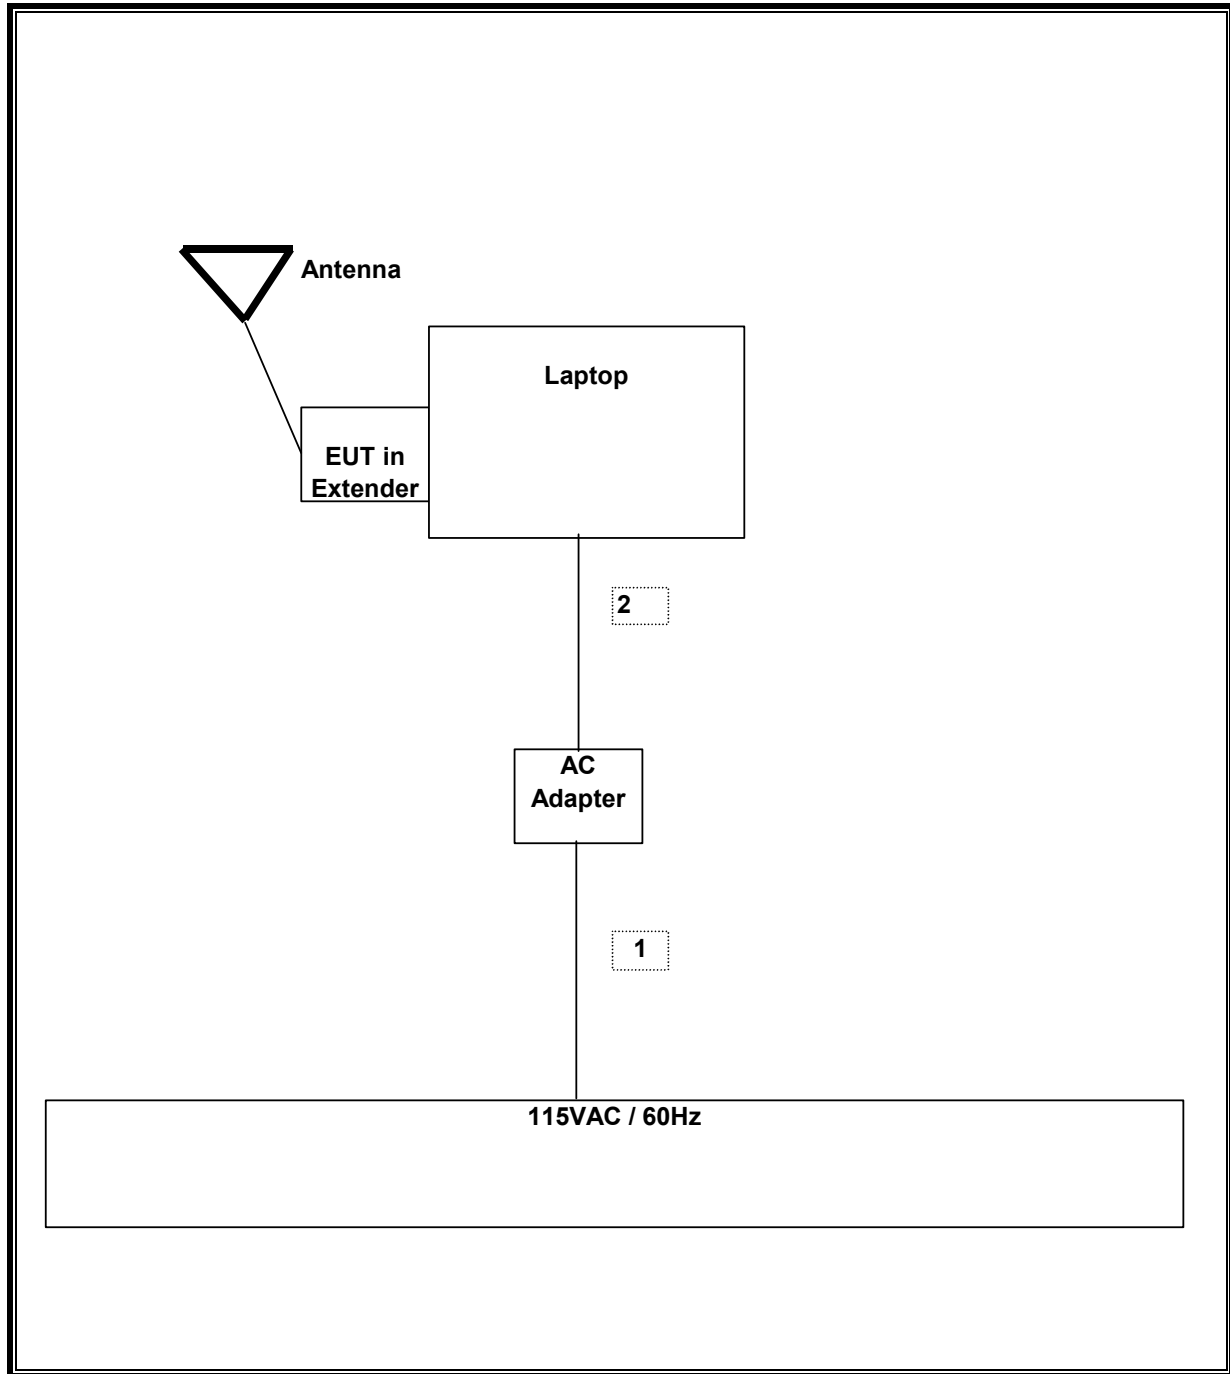 Antenna
Laptop
EUT in
Extender
2
AC
Adapter
1
115VAC / 60Hz